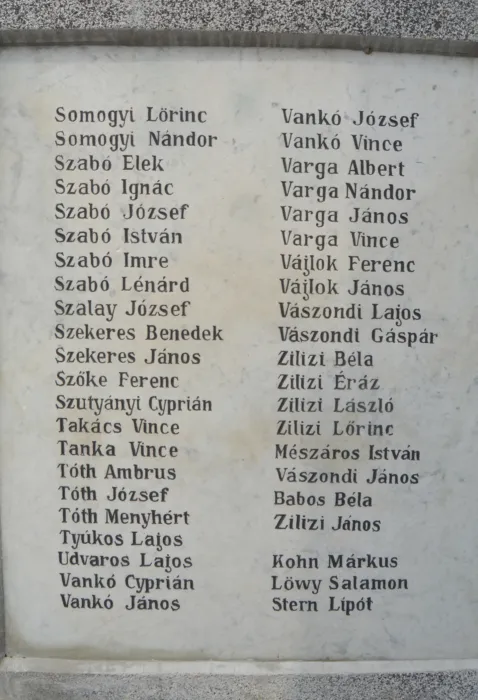 Somogyi Lörinc
Somogyi Nándor
Szabó Elek
Szabó Ignác
Szabó József
Szabó István
Szabó Imre
Szabó Lénárd
Szalay József
Szekeres Benedek
Szekeres János
Szőke Ferenc
Szutyányi Cyprián
Takács Vince
Tanka Vince
Tóth Ambrus
Tóth József
Tóth Menyhért
Tyúkos Lajos
Udvaros Lajos
Vankó Cyprián
Vankó János
Vankó József
Vankó Vince
Varga Albert
Varga Nándor
Varga János
Varga Vince
Vájlok Ferenc
Vájlok János
Vászondi Lajos
Vászondi Gáspár
Zilizi Béla
Zilizi Éráz
Zilizi László
Zilizi Lőrinc
Mészáros István
Vászondi János
Babos Béla
Zilizi János
Kohn Márkus
Löwy Salamon
Stern Lipót